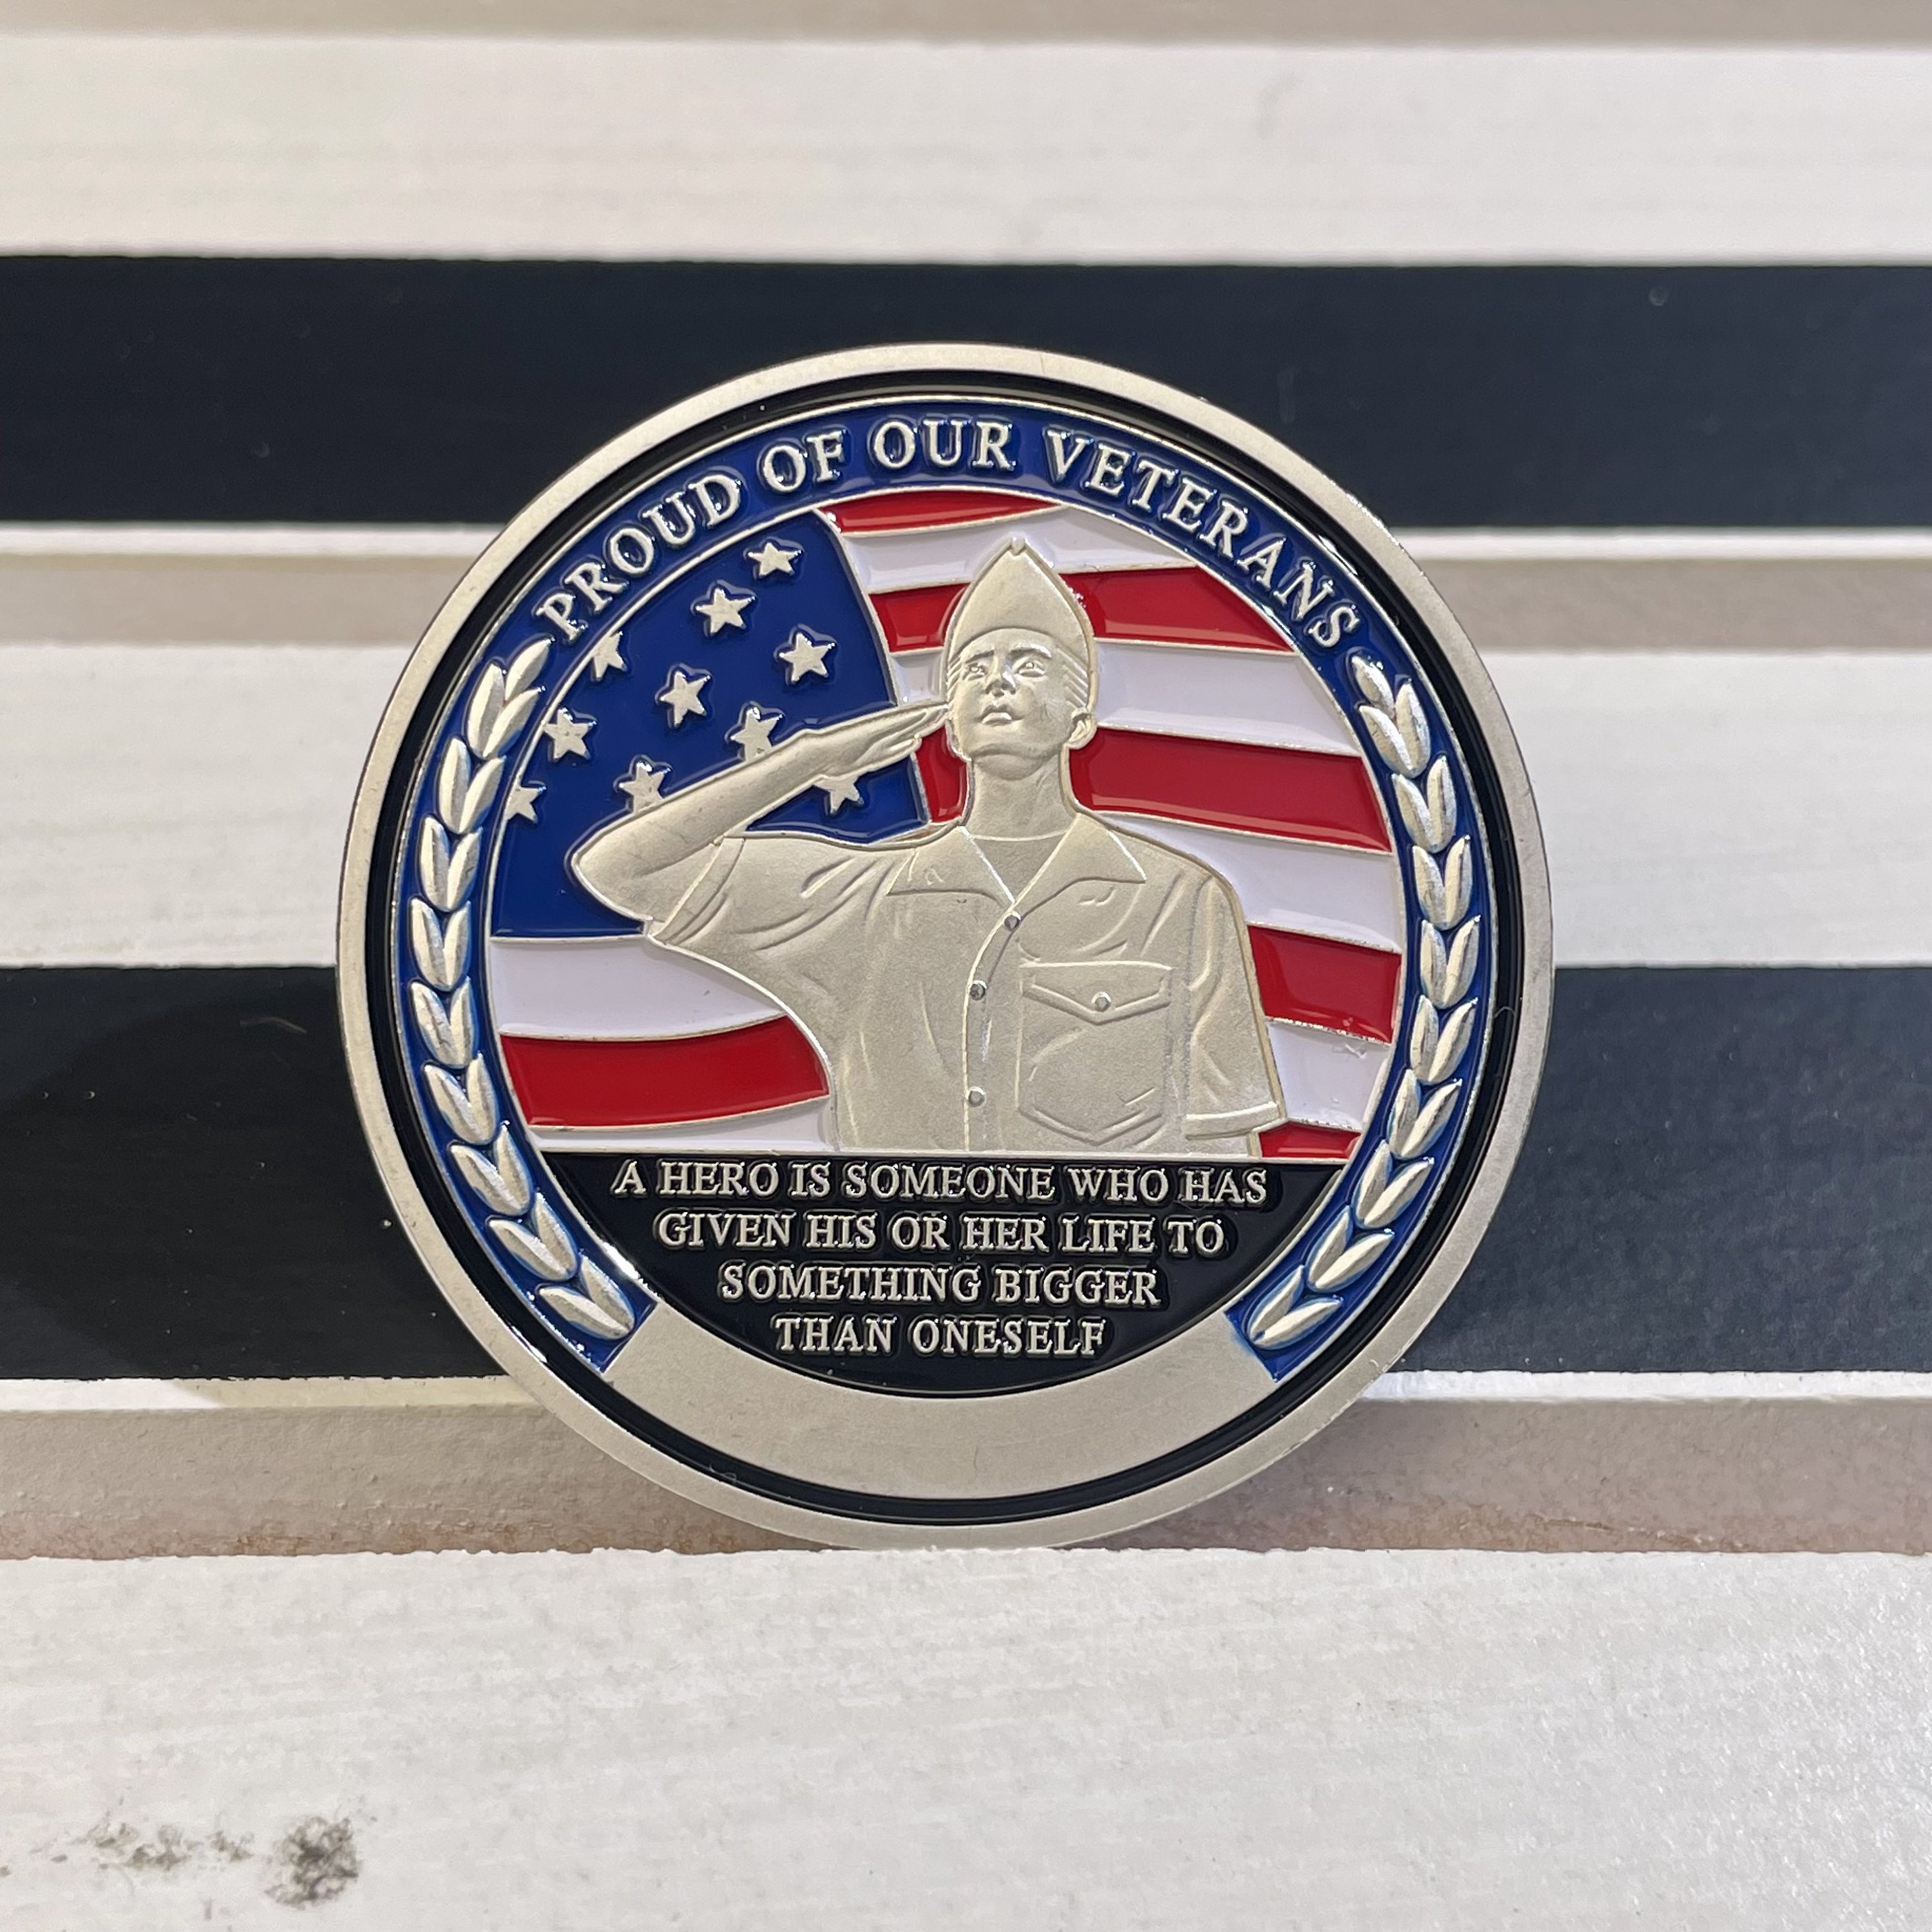 PROUD OF OUR VETERANS
A HERO IS SOMEONE WHO HAS
GIVEN HIS OR HER LIFE TO
SOMETHING BIGGER
THAN ONESELF